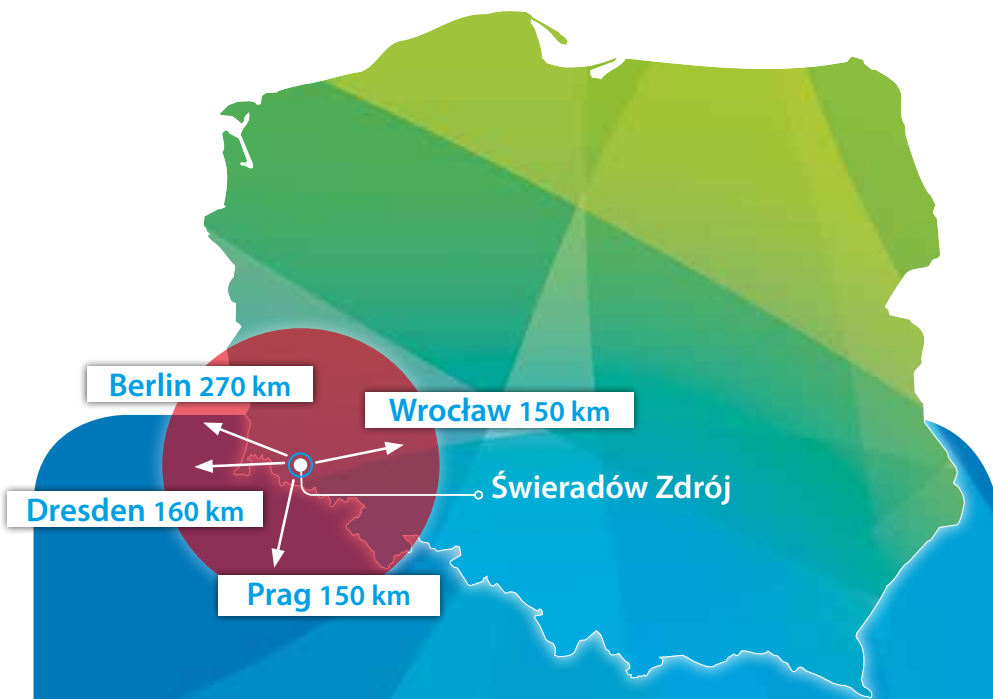 Berlin 270 km
Wrocław 150 km
Świeradów Zdrój
Dresden 160 km
Prag 150 km